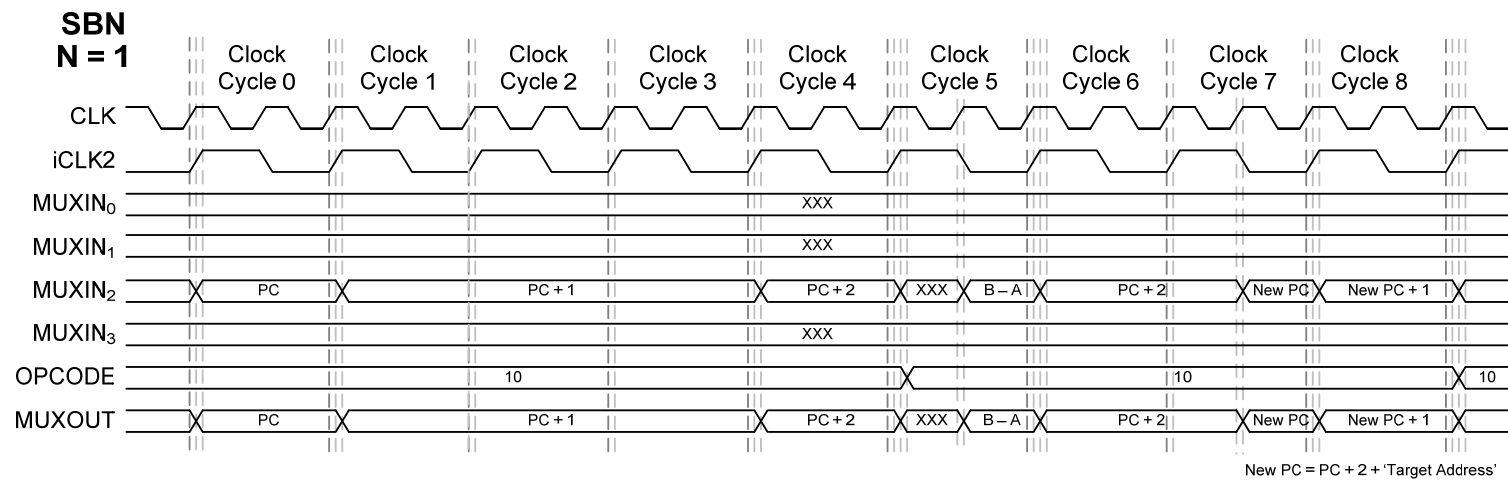 SBN
N = 1
Clock Cycle 0
Clock Cycle 1
Clock Cycle 2
Clock Cycle 3
Clock Cycle 4
Clock Cycle 5
Clock Cycle 6
Clock Cycle 7
Clock Cycle 8
CLK
iCLK2
MUXIN0 XXX
MUXIN1 XXX
MUXIN2 PC PC + 1 PC + 2 XXX B – A PC + 2 New PC New PC + 1
MUXIN3 XXX
OPCODE 10 10 10
MUXOUT PC PC + 1 PC + 2 XXX B – A PC + 2 New PC New PC + 1
New PC = PC + 2 + ‘Target Address’